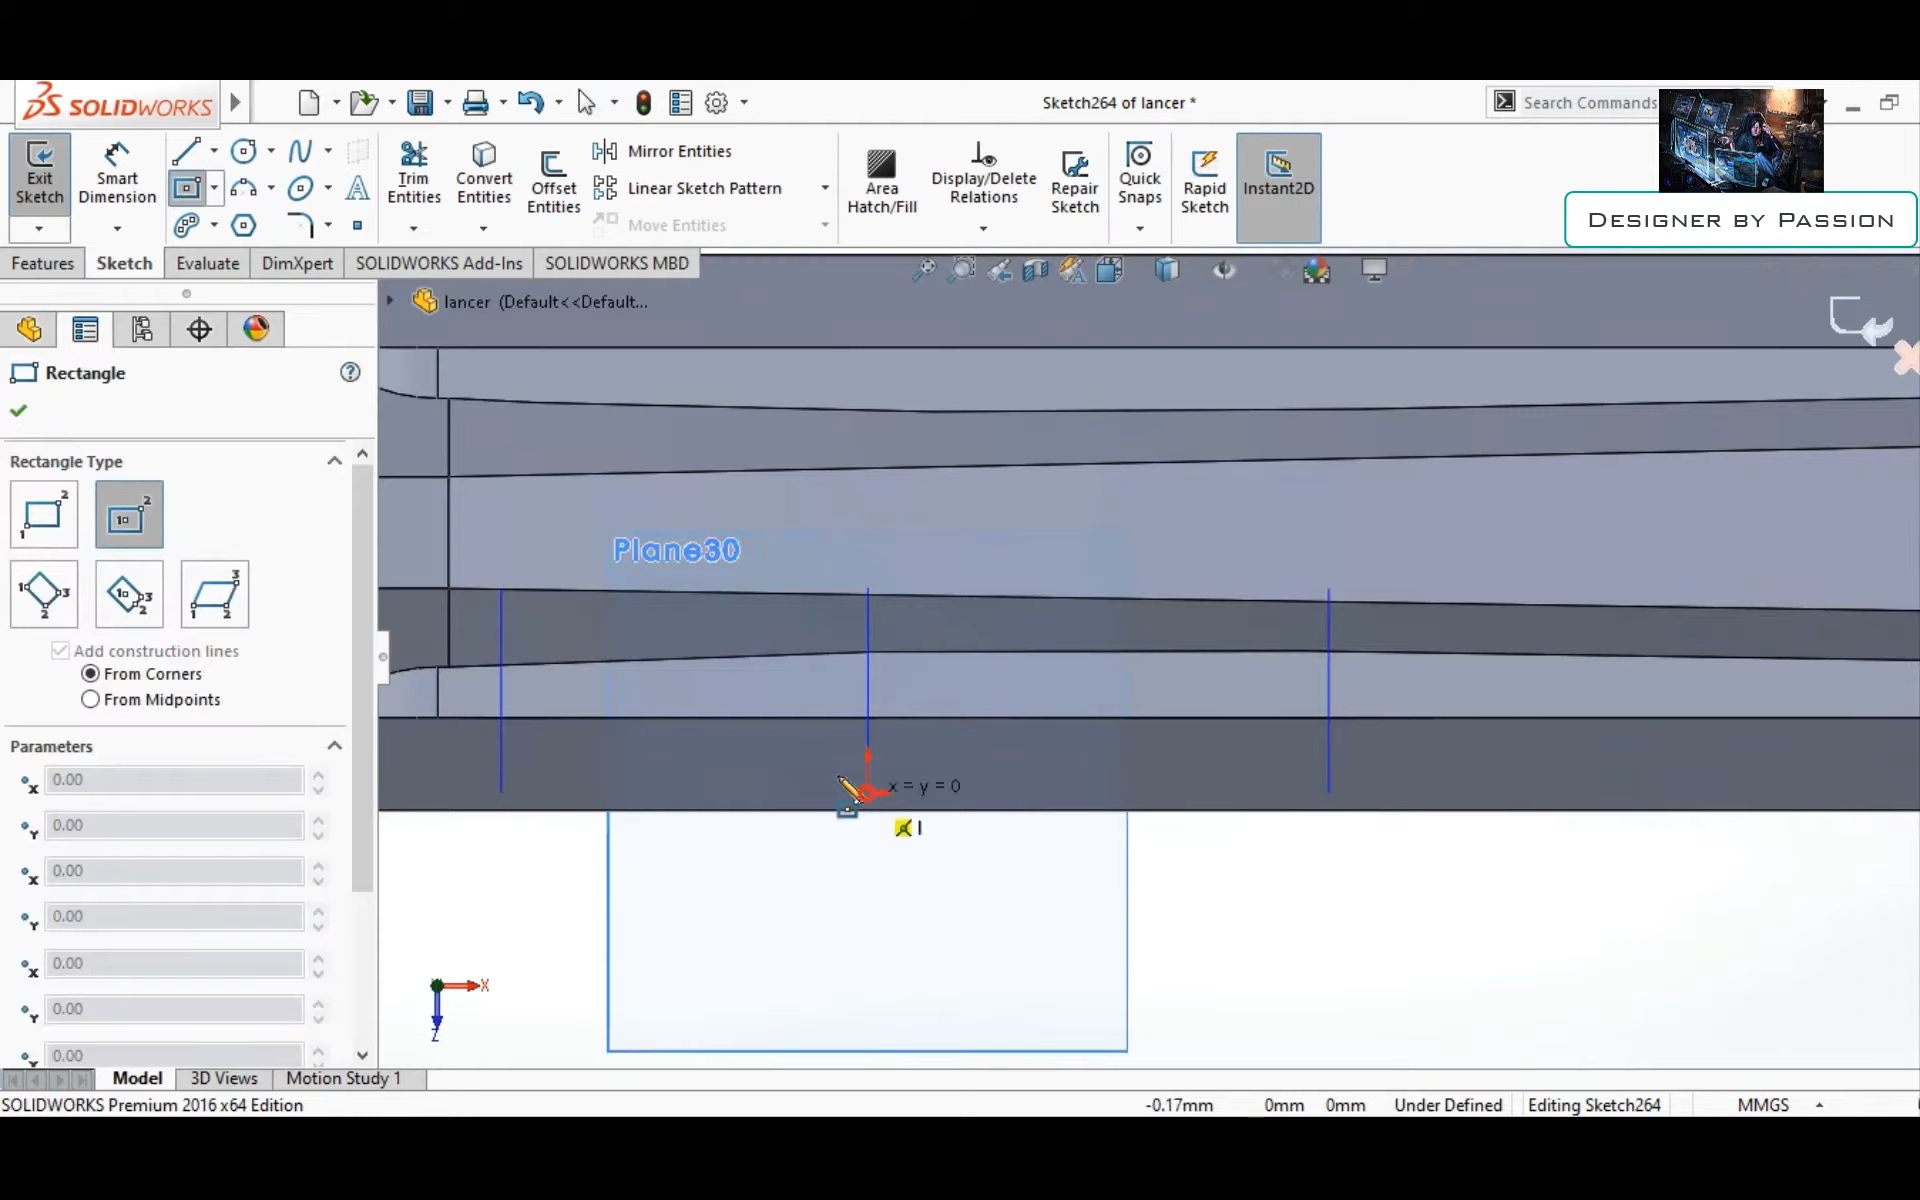 SOLIDWORKS
Sketch264 of lancer *
Search Commands
Exit Sketch
Smart Dimension
Trim Entities
Convert Entities
Offset Entities
Mirror Entities
Linear Sketch Pattern
Move Entities
Area Hatch/Fill
Display/Delete Relations
Repair Sketch
Quick Snaps
Rapid Sketch
Instant2D
Designer by Passion
Features
Sketch
Evaluate
DimXpert
SOLIDWORKS Add-Ins
SOLIDWORKS MBD
lancer (Default<<Default...
Rectangle
Rectangle Type
Add construction lines
From Corners
From Midpoints
Parameters
0.00
0.00
0.00
0.00
0.00
0.00
0.00
Plane30
x = y = 0
X
Z
Model
3D Views
Motion Study 1
SOLIDWORKS Premium 2016 x64 Edition
-0.17mm
0mm
0mm
Under Defined
Editing Sketch264
MMGS